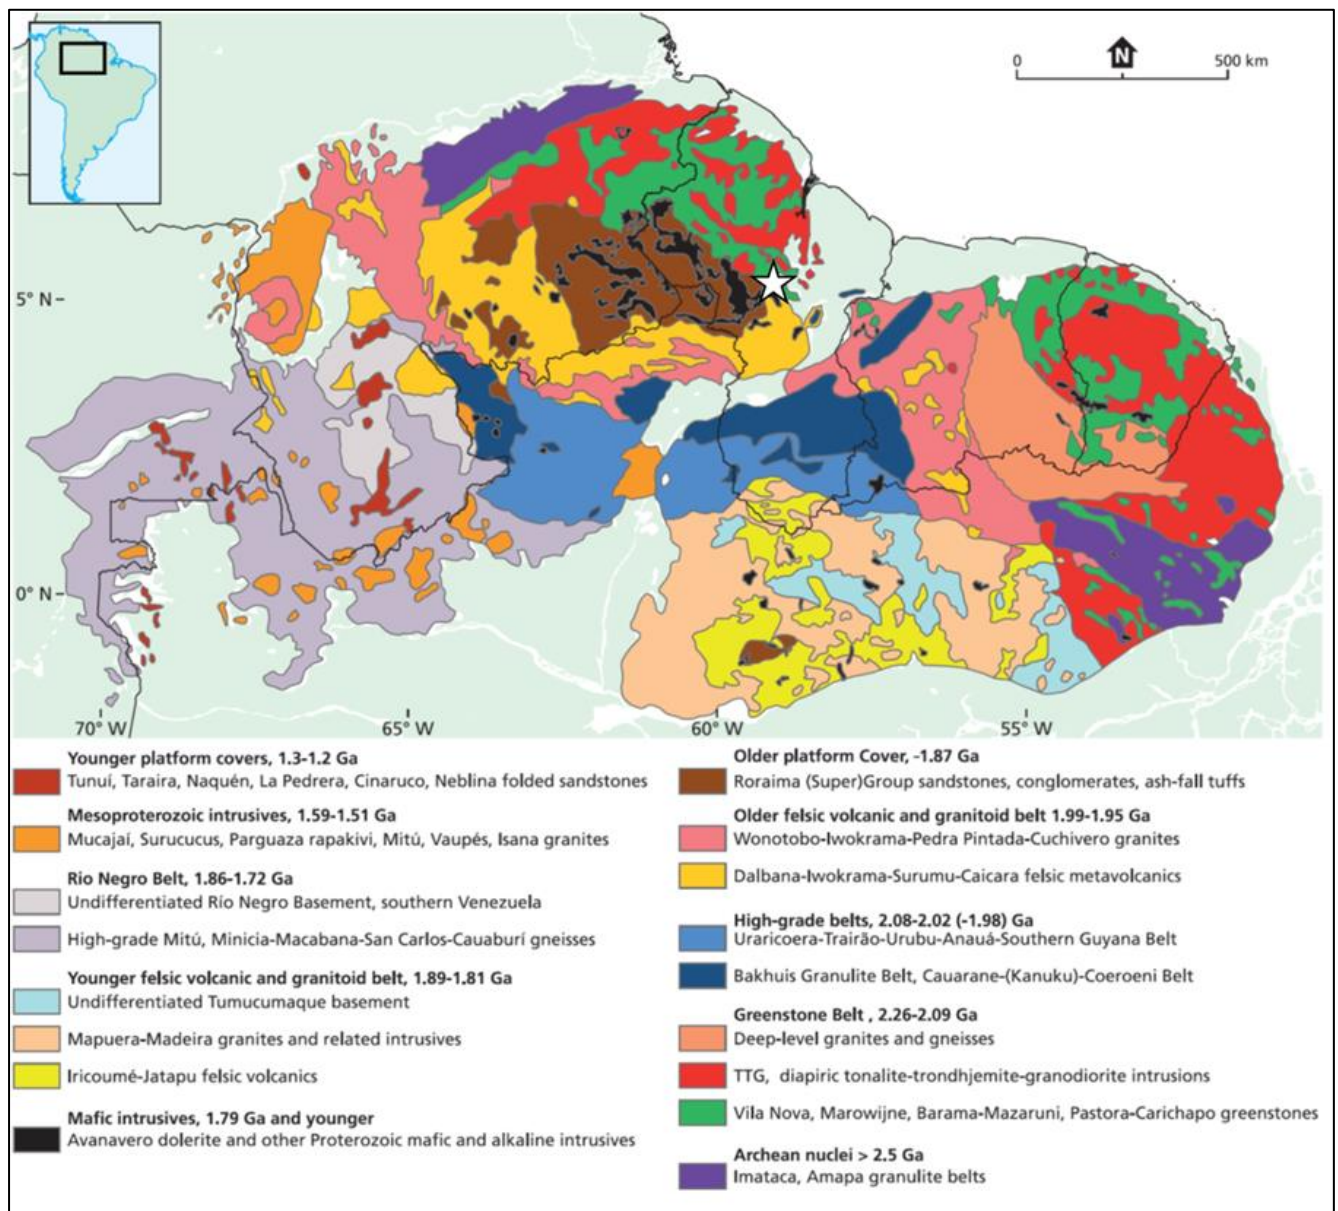 N
0 500 km
5° N
0° N
70° W 65° W 60° W 55° W
Younger platform covers, 1.3-1.2 Ga
Tunuí, Taraira, Naquén, La Pedrera, Cinaruco, Neblina folded sandstones
Mesoproterozoic intrusives, 1.59-1.51 Ga
Mucajaí, Surucucus, Parguaza rapakivi, Mitú, Vaupés, Isana granites
Rio Negro Belt, 1.86-1.72 Ga
Undifferentiated Río Negro Basement, southern Venezuela
High-grade Mitú, Minicia-Macabana-San Carlos-Cauaburí gneisses
Younger felsic volcanic and granitoid belt, 1.89-1.81 Ga
Undifferentiated Tumucumaque basement
Mapuera-Madeira granites and related intrusives
Iricoumé-Jatapu felsic volcanics
Mafic intrusives, 1.79 Ga and younger
Avanavero dolerite and other Proterozoic mafic and alkaline intrusives
Older platform Cover, -1.87 Ga
Roraima (Super)Group sandstones, conglomerates, ash-fall tuffs
Older felsic volcanic and granitoid belt 1.99-1.95 Ga
Wonotobo-Iwokrama-Pedra Pintada-Cuchivero granites
Dalbana-Iwokrama-Surumu-Caicara felsic metavolcanics
High-grade belts, 2.08-2.02 (-1.98) Ga
Uraricoera-Trairão-Urubu-Anauá-Southern Guyana Belt
Bakhuis Granulite Belt, Cauarane-(Kanuku)-Coeroeni Belt
Greenstone Belt , 2.26-2.09 Ga
Deep-level granites and gneisses
TTG, diapiric tonalite-trondhjemite-granodiorite intrusions
Vila Nova, Marowijne, Barama-Mazaruni, Pastora-Carichapo greenstones
Archean nuclei > 2.5 Ga
Imataca, Amapa granulite belts